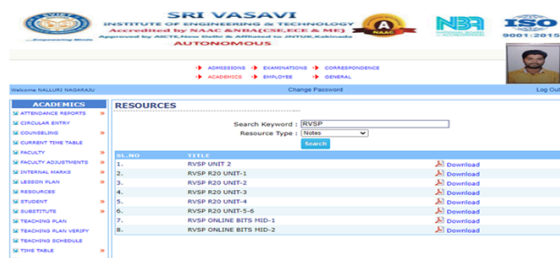 SRI VASAVI
INSTITUTE OF ENGINEERING & TECHNOLOGY
Accredited by NAAC &NBA(CSE,ECE & ME)
Approved by AICTE,New Delhi & Affiliated to JNTUK,Kakinada
AUTONOMOUS
Engineering Minds
NAAC
A
NBA
ISO
9001:2015
ADMISSIONS EXAMINATIONS CORRESPONDENCE
ACADEMICS EMPLOYEE GENERAL
Welcome NALLURI NAGARAJU Change Password Log Out
ACADEMICS
ATTENDANCE REPORTS
CIRCULAR ENTRY
COUNSELING
CURRENT TIME TABLE
FACULTY
FACULTY ADJUSTMENTS
INTERNAL MARKS
LESSON PLAN
RESOURCES
STUDENT
SUBSTITUTE
TEACHING PLAN
TEACHING PLAN VERIFY
TEACHING SCHEDULE
TIME TABLE
RESOURCES
Search Keyword : RVSP
Resource Type : Notes
Search
SL.NO TITLE
1. RVSP UNIT 2 Download
2. RVSP R20 UNIT-1 Download
3. RVSP R20 UNIT-2 Download
4. RVSP R20 UNIT-3 Download
5. RVSP R20 UNIT-4 Download
6. RVSP R20 UNIT-5-6 Download
7. RVSP ONLINE BITS MID-1 Download
8. RVSP ONLINE BITS MID-2 Download